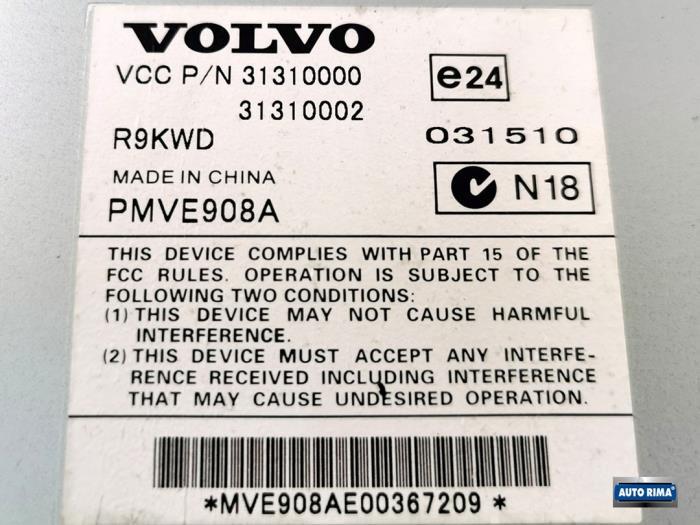 VOLVO
VCC P/N 31310000
31310002
e24
R9KWD
031510
MADE IN CHINA
N18
PMVE908A
THIS DEVICE COMPLIES WITH PART 15 OF THE
FCC RULES. OPERATION IS SUBJECT TO THE
FOLLOWING TWO CONDITIONS:
(1) THIS DEVICE MAY NOT CAUSE HARMFUL
INTERFERENCE.
(2) THIS DEVICE MUST ACCEPT ANY INTERFE-
RENCE RECEIVED INCLUDING INTERFERENCE
THAT MAY CAUSE UNDESIRED OPERATION.
*MVE908AE00367209*
AUTO RIMA